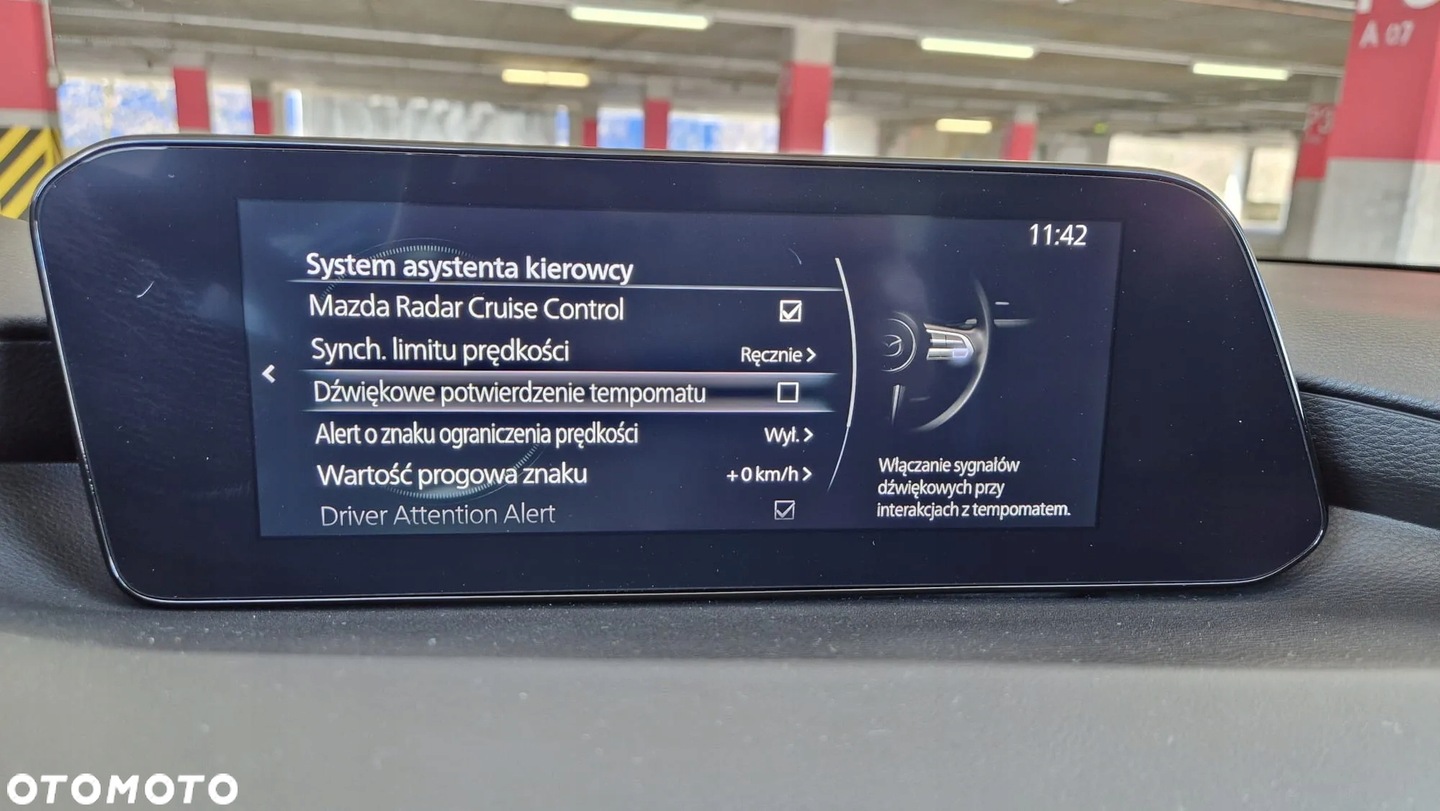 A 07
11:42
System asystenta kierowcy
Mazda Radar Cruise Control
Synch. limitu prędkości Ręcznie >
Dźwiękowe potwierdzenie tempomatu
Alert o znaku ograniczenia prędkości Wył. >
Wartość progowa znaku +0 km/h >
Driver Attention Alert
Włączanie sygnałów
dźwiękowych przy
interakcjach z tempomatem.
OTOMOTO